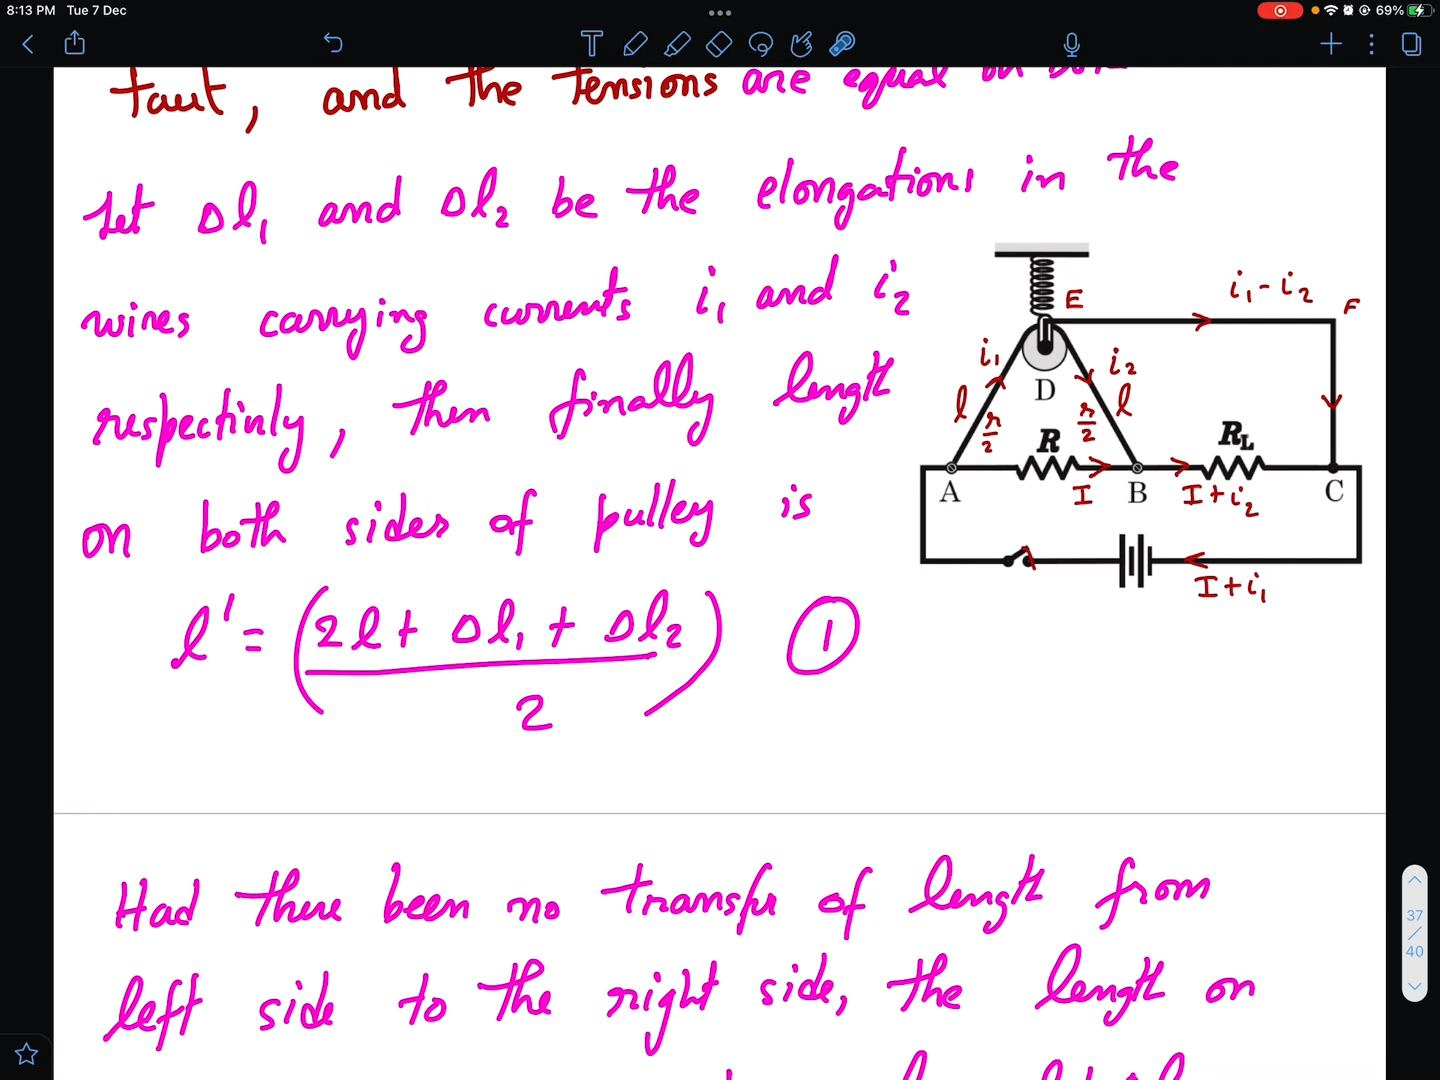 8:13 PM Tue 7 Dec
69%
taut, and the tensions are equal on both
Let Δl₁ and Δl₂ be the elongations in the
wires carrying currents i₁ and i₂
respectively, then finally length
on both sides of pulley is
l' = (2l + Δl₁ + Δl₂ / 2) ①
E
i₁-i₂
F
i₁
i₂
D
l
r/2
r/2
l
R
R_L
A
I
B
I+i₂
C
I+i₁
Had there been no transfer of length from
left side to the right side, the length on
37
/
40